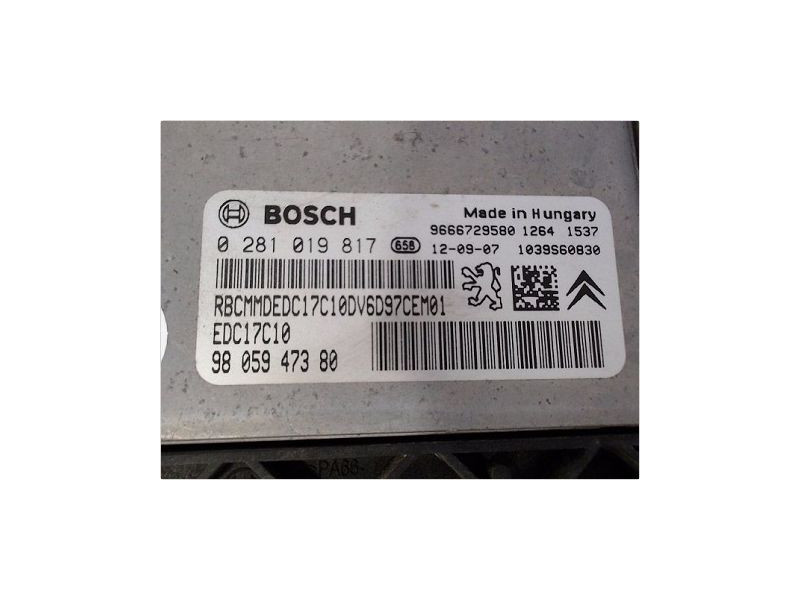 BOSCH
Made in Hungary
9666729580 1264 1537
0 281 019 817 658 12-09-07 1039S60830
RBCMMDEDC17C10DV6D97CEM01
EDC17C10
98 059 473 80
>PA66-